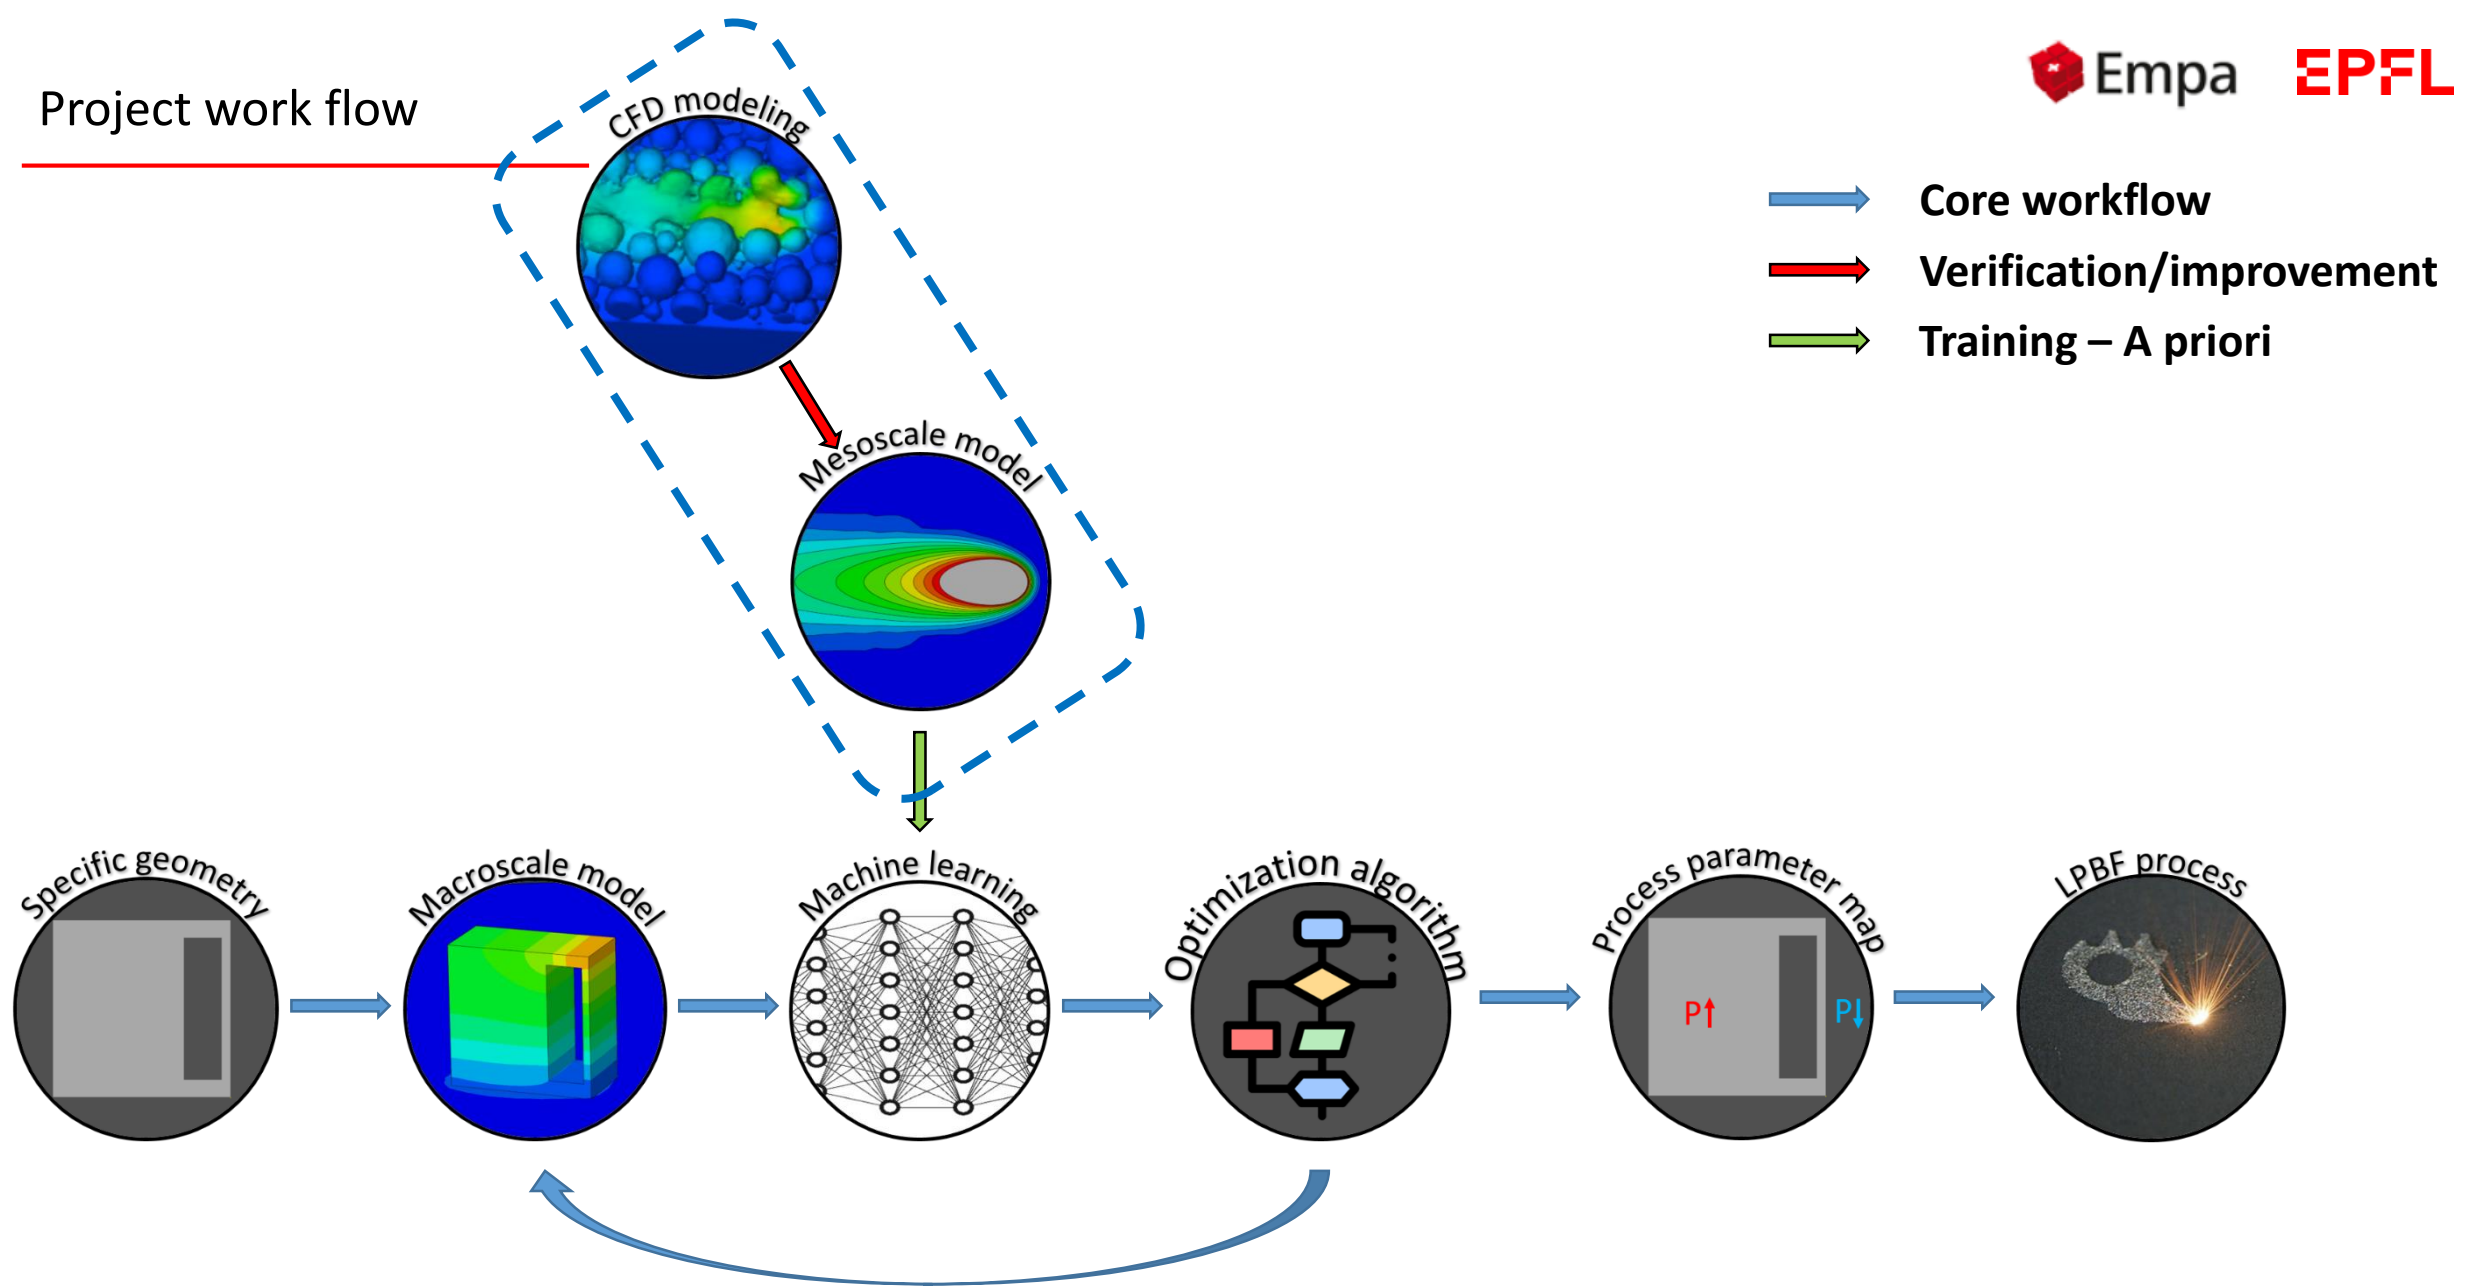 Project work flow
Empa
EPFL
Core workflow
Verification/improvement
Training – A priori
CFD modeling
Mesoscale model
Specific geometry
Macroscale model
Machine learning
Optimization algorithm
Process parameter map
LPBF process
P↑
P↓